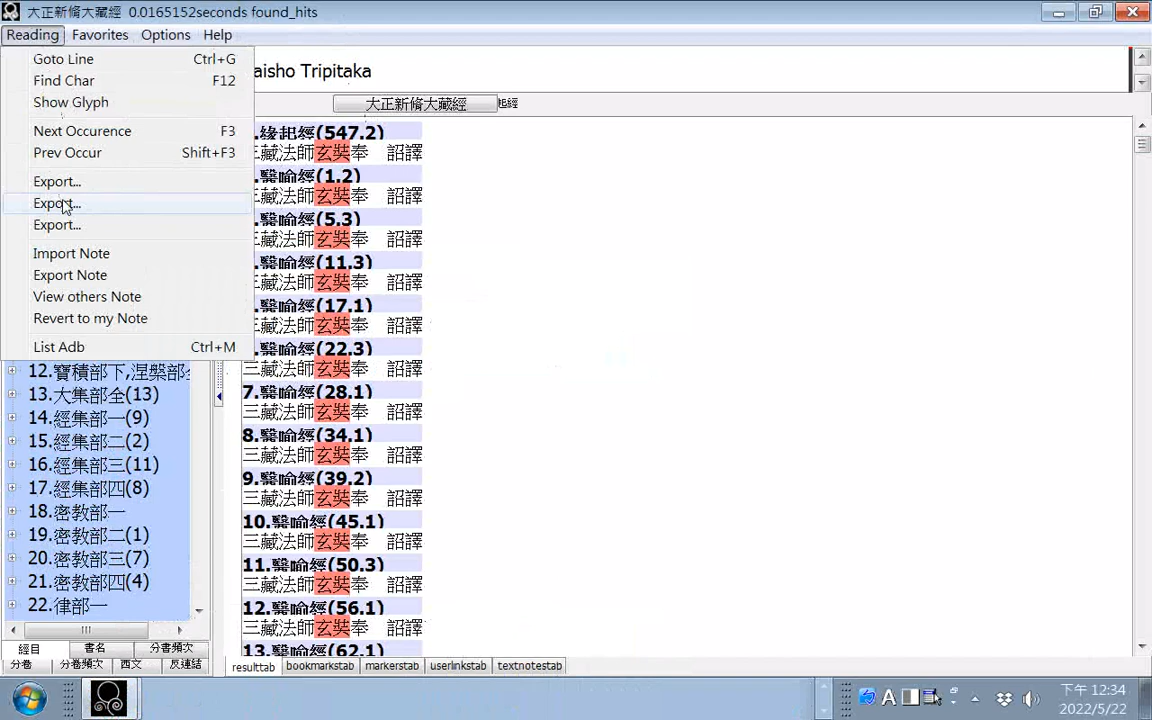 大正新脩大藏經 0.0165152seconds found_hits
Reading Favorites Options Help
Goto Line Ctrl+G
Find Char F12
Show Glyph
Next Occurence F3
Prev Occur Shift+F3
Export...
Export...
Export...
Import Note
Export Note
View others Note
Revert to my Note
List Adb Ctrl+M
aisho Tripitaka
大正新脩大藏經 起經
.緣起經(547.2)
三藏法師玄奘奉 詔譯
.醫喻經(1.2)
三藏法師玄奘奉 詔譯
.醫喻經(5.3)
三藏法師玄奘奉 詔譯
.醫喻經(11.3)
三藏法師玄奘奉 詔譯
.醫喻經(17.1)
三藏法師玄奘奉 詔譯
.醫喻經(22.3)
三藏法師玄奘奉 詔譯
7.醫喻經(28.1)
三藏法師玄奘奉 詔譯
8.醫喻經(34.1)
三藏法師玄奘奉 詔譯
9.醫喻經(39.2)
三藏法師玄奘奉 詔譯
10.醫喻經(45.1)
三藏法師玄奘奉 詔譯
11.醫喻經(50.3)
三藏法師玄奘奉 詔譯
12.醫喻經(56.1)
三藏法師玄奘奉 詔譯
13.醫喻經(62.1)
12.寶積部下,涅槃部
13.大集部全(13)
14.經集部一(9)
15.經集部二(2)
16.經集部三(11)
17.經集部四(8)
18.密教部一
19.密教部二(1)
20.密教部三(7)
21.密教部四(4)
22.律部一
經目 書名 分書頻次
分卷 分卷頻次 西文 反連結
resulttab bookmarkstab markerstab userlinkstab textnotestab
A
下午 12:34
2022/5/22